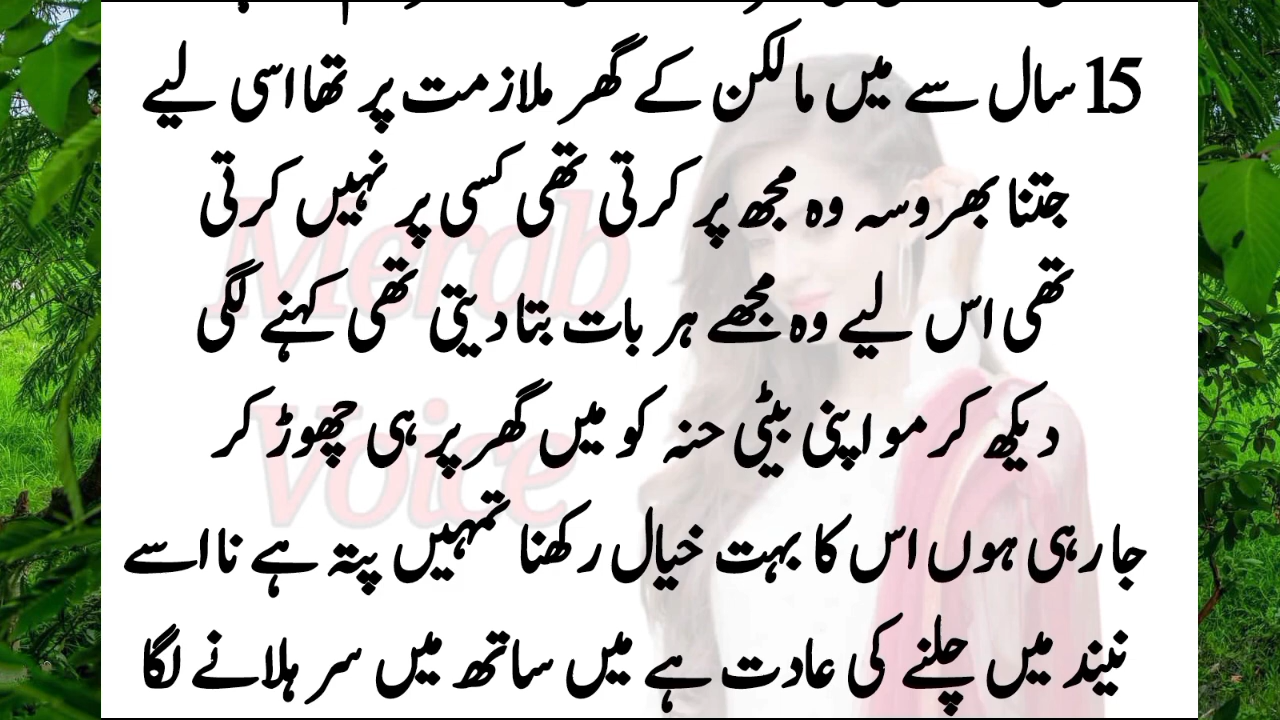 15 سال سے میں مالکن کے گھر ملازمت پر تھا اسی لیے
جتنا بھروسہ وہ مجھ پر کرتی تھی کسی پر نہیں کرتی
تھی اس لیے وہ مجھے ہر بات بتا دیتی تھی کہنے لگی
دیکھ کرمو اپنی بیٹی حنہ کو میں گھر پر ہی چھوڑ کر
جا رہی ہوں اس کا بہت خیال رکھنا تمہیں پتہ ہے نا اسے
نیند میں چلنے کی عادت ہے میں ساتھ میں سر ہلانے لگا
Merab
Voice